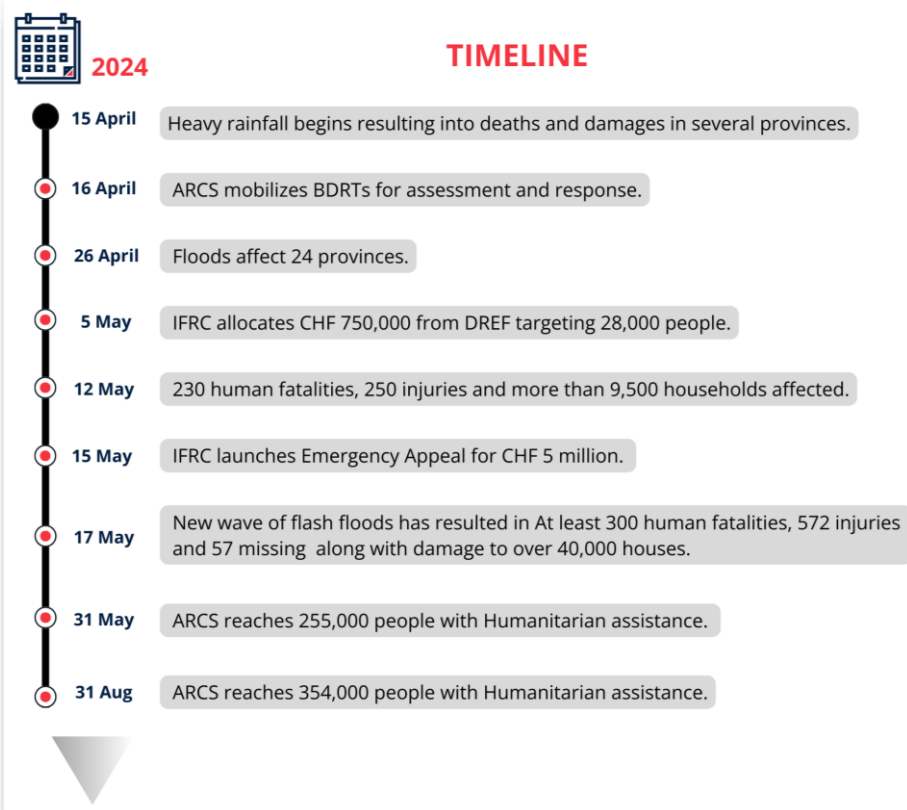 2024
TIMELINE
15 April
Heavy rainfall begins resulting into deaths and damages in several provinces.
16 April
ARCS mobilizes BDRTs for assessment and response.
26 April
Floods affect 24 provinces.
5 May
IFRC allocates CHF 750,000 from DREF targeting 28,000 people.
12 May
230 human fatalities, 250 injuries and more than 9,500 households affected.
15 May
IFRC launches Emergency Appeal for CHF 5 million.
17 May
New wave of flash floods has resulted in At least 300 human fatalities, 572 injuries
and 57 missing along with damage to over 40,000 houses.
31 May
ARCS reaches 255,000 people with Humanitarian assistance.
31 Aug
ARCS reaches 354,000 people with Humanitarian assistance.